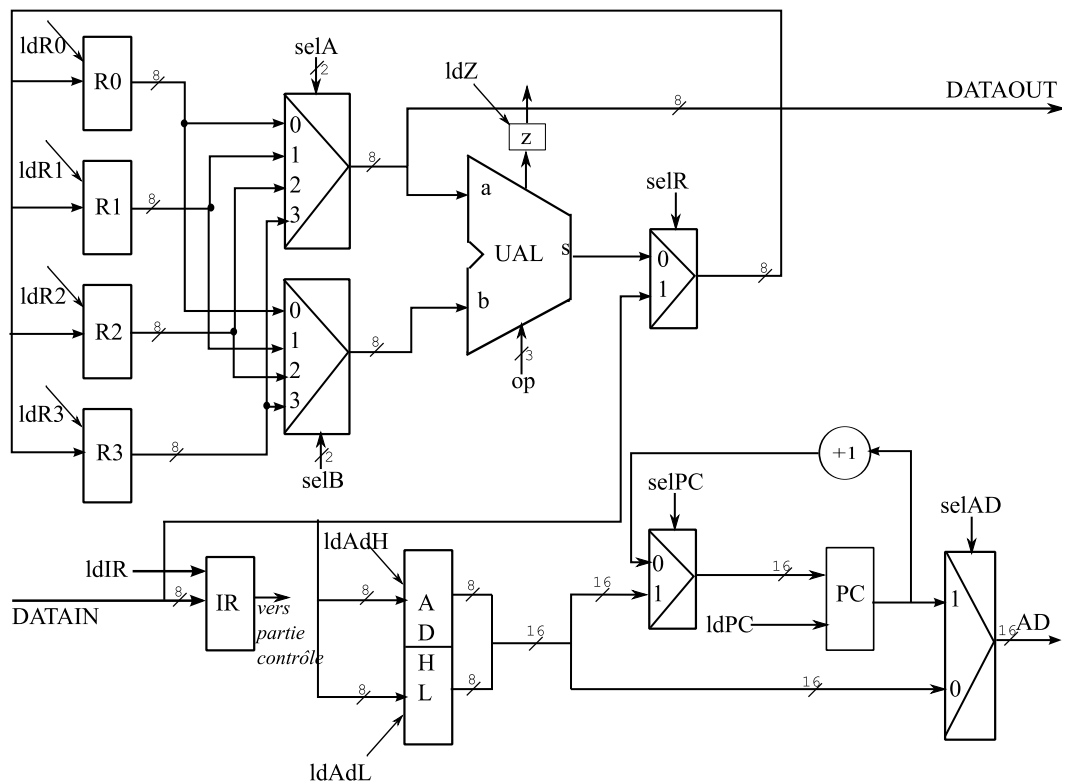 ldR0
R0
8
selA
2
ldZ
z
8
DATAOUT
0
1
2
3
8
a
ldR1
R1
8
selR
UAL
s
0
1
8
b
ldR2
R2
8
0
1
2
3
8
3
op
ldR3
R3
8
2
selB
+1
selPC
selAD
ldAdH
ldIR
IR
8
DATAIN
vers
partie
contrôle
8
A
D
H
L
8
8
8
16
16
0
1
16
PC
ldPC
1
0
16
AD
16
ldAdL